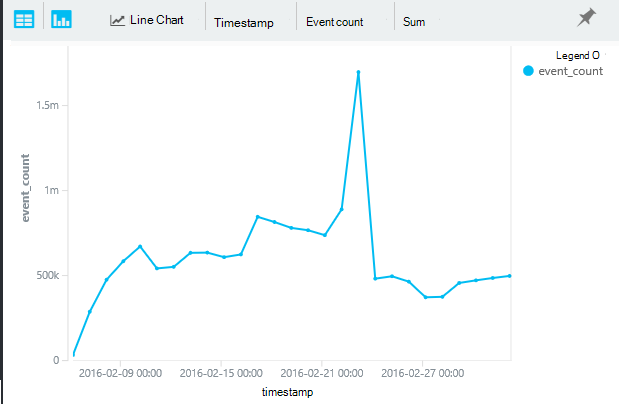 Line Chart
Timestamp
Event count
Sum
Legend O
event_count
event_count
1.5m
1m
500k
0
2016-02-09 00:00
2016-02-15 00:00
2016-02-21 00:00
2016-02-27 00:00
timestamp